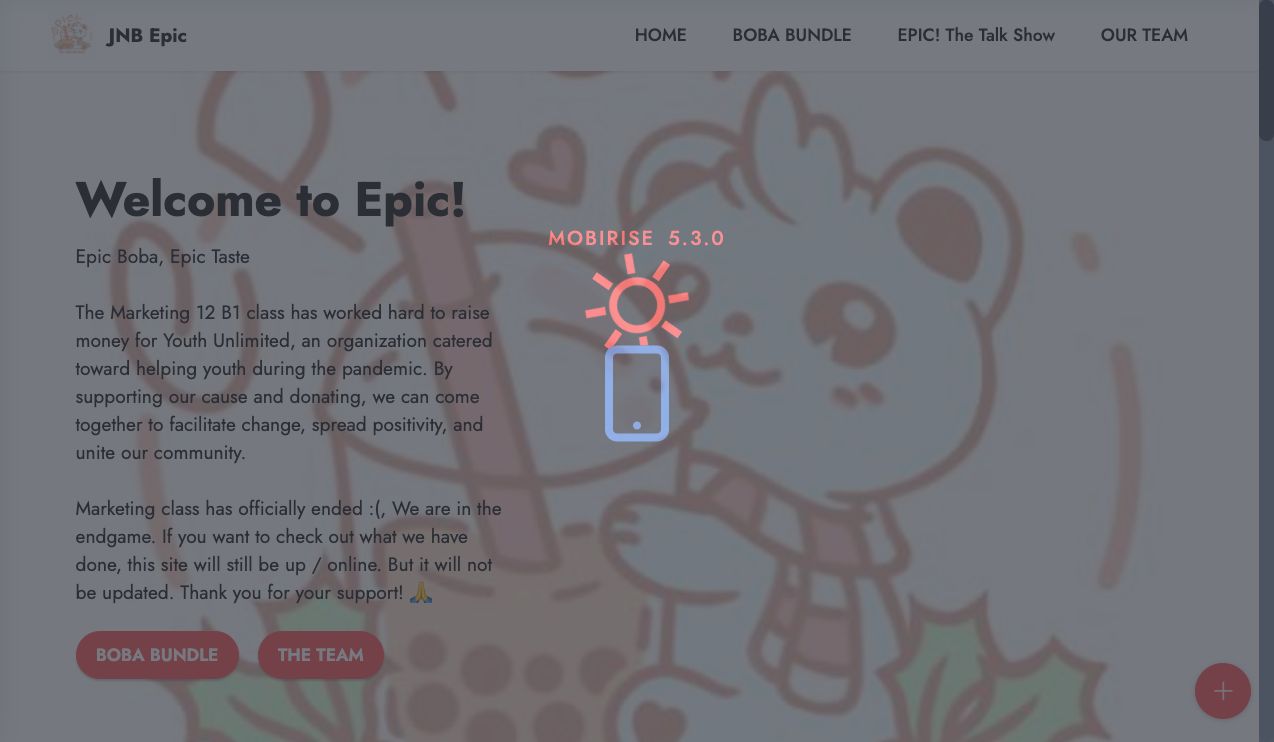 JNB Epic
HOME
BOBA BUNDLE
EPIC! The Talk Show
OUR TEAM
Welcome to Epic!
MOBIRISE 5.3.0
Epic Boba, Epic Taste
The Marketing 12 B1 class has worked hard to raise
money for Youth Unlimited, an organization catered
toward helping youth during the pandemic. By
supporting our cause and donating, we can come
together to facilitate change, spread positivity, and
unite our community.
Marketing class has officially ended :(, We are in the
endgame. If you want to check out what we have
done, this site will still be up / online. But it will not
be updated. Thank you for your support! 🙏
BOBA BUNDLE
THE TEAM